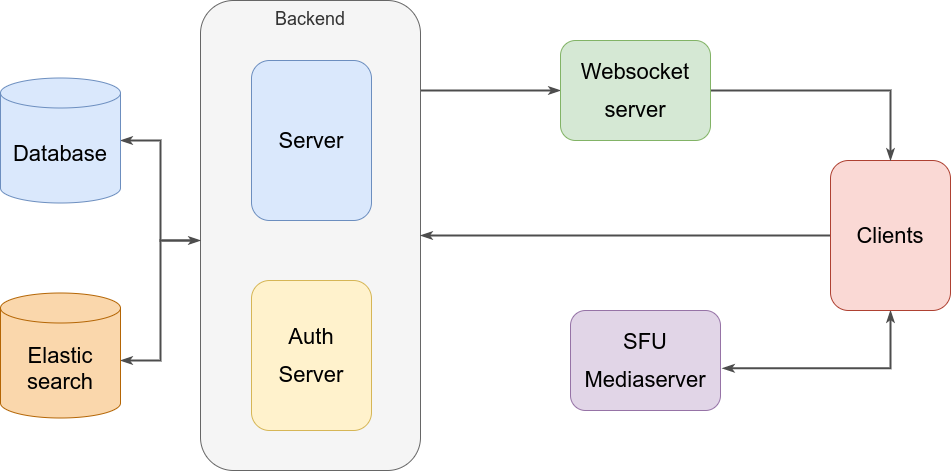 Backend
Server
Auth
Server
Database
Elastic
search
Websocket
server
Clients
SFU
Mediaserver